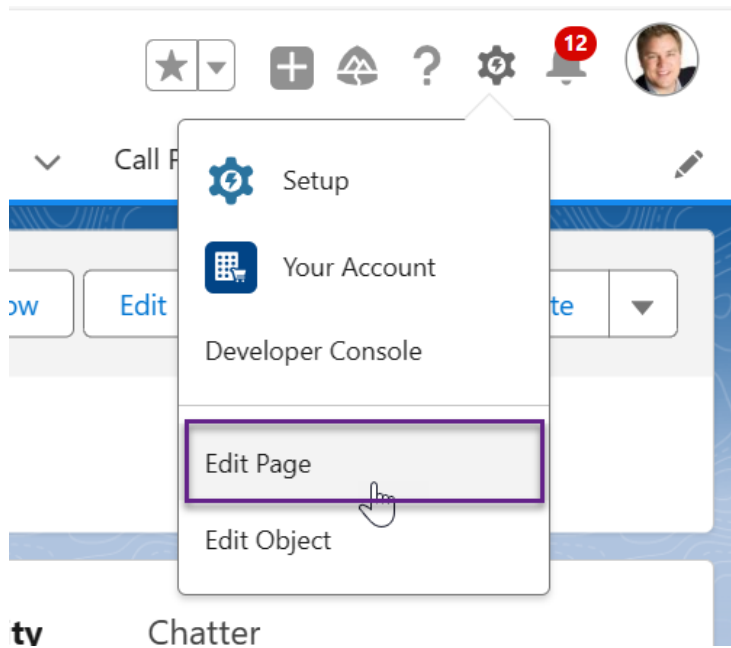 12
Call
Setup
Your Account
Edit
Developer Console
Edit Page
Edit Object
Chatter